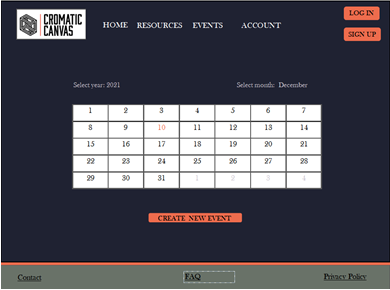 CROMATIC
CANVAS
HOME RESOURCES EVENTS ACCOUNT
LOG IN
SIGN UP
Select year: 2021 Select month: December
1 2 3 4 5 6 7
8 9 10 11 12 13 14
15 16 17 18 19 20 21
22 23 24 25 26 27 28
29 30 31 1 2 3 4
CREATE NEW EVENT
Contact FAQ Privacy Policy